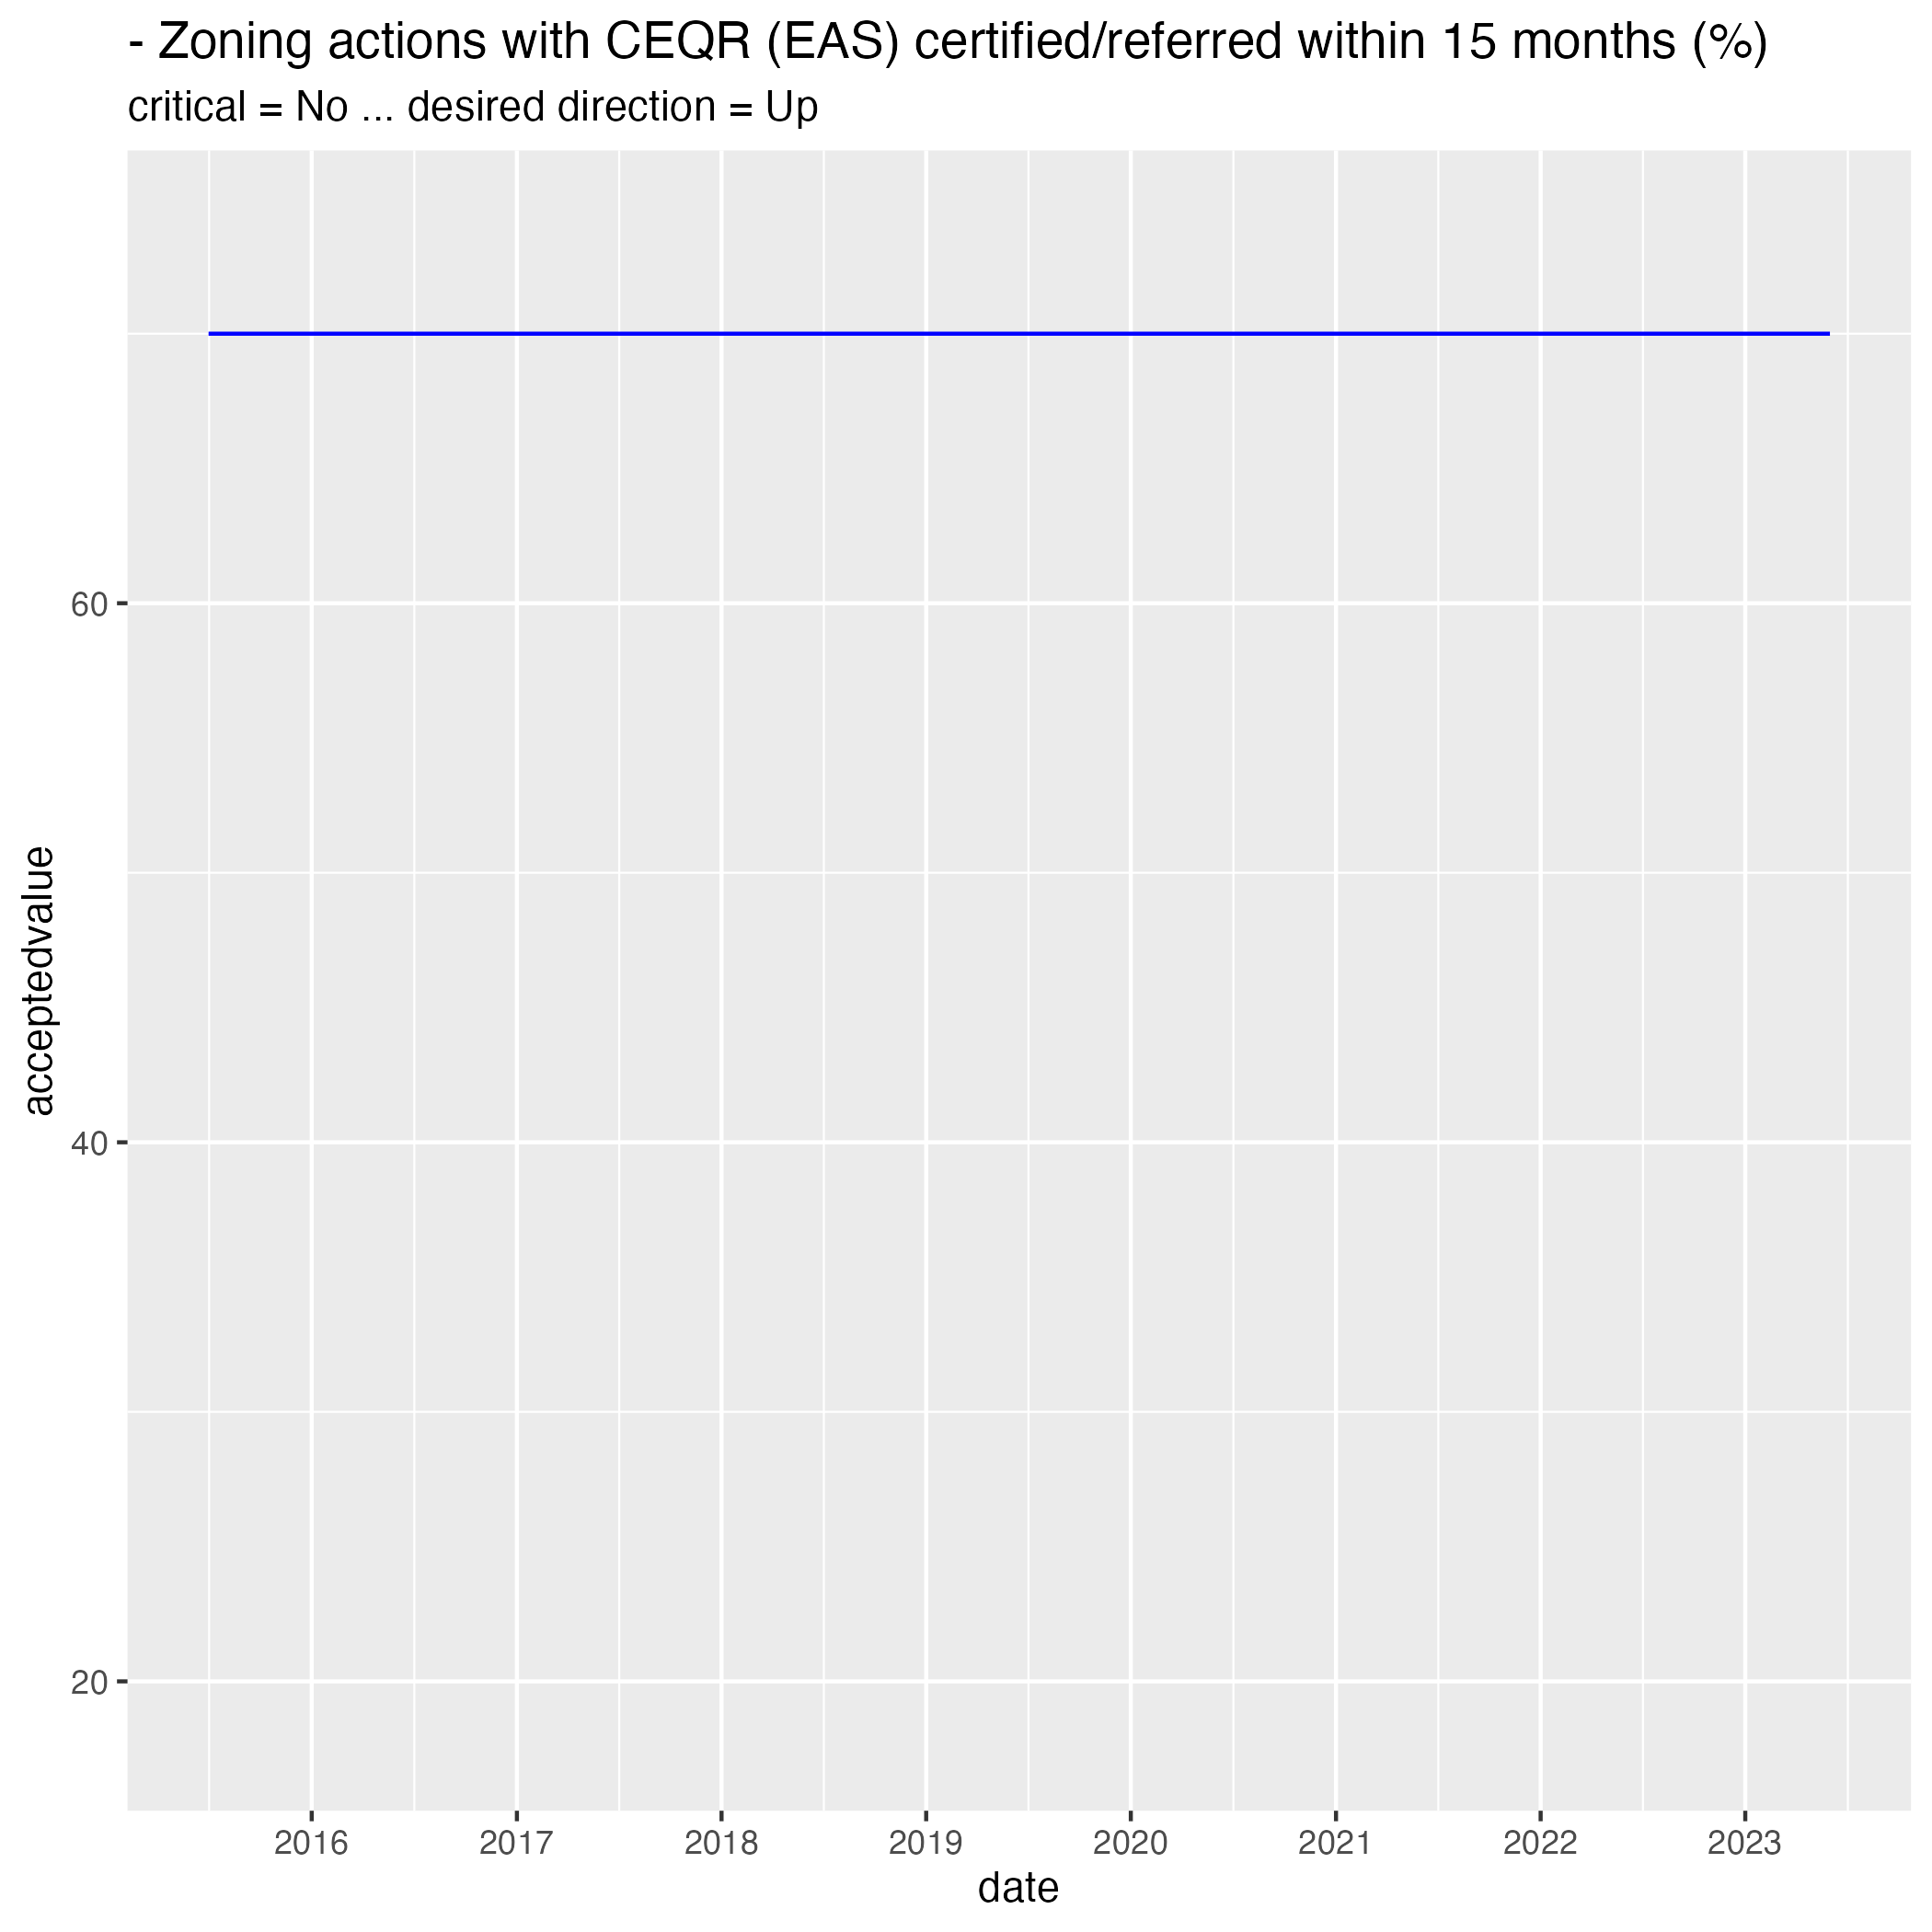 - Zoning actions with CEQR (EAS) certified/referred within 15 months (%)
critical = No ... desired direction = Up
acceptedvalue
60
40
20
2016 2017 2018 2019 2020 2021 2022 2023
date